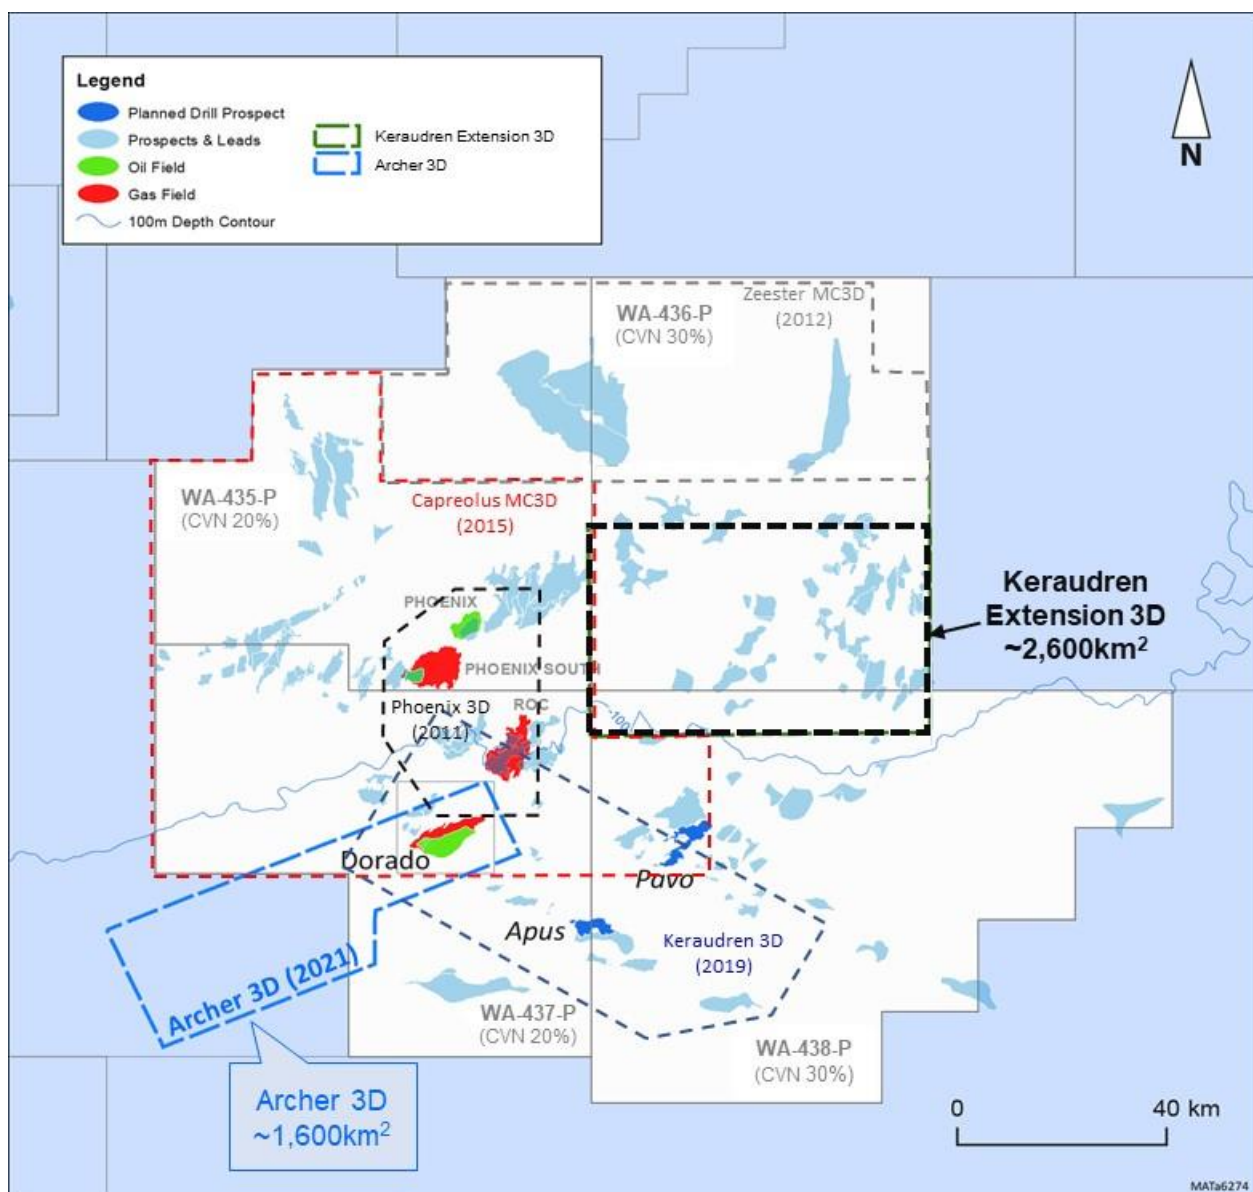 Legend
Planned Drill Prospect
Prospects & Leads
Oil Field
Gas Field
100m Depth Contour
Keraudren Extension 3D
Archer 3D
N
WA-436-P
(CVN 30%)
Zeester MC3D
(2012)
WA-435-P
(CVN 20%)
Capreolus MC3D
(2015)
Keraudren
Extension 3D
~2,600km²
PHOENIX
PHOENIX SOUTH
ROC
Phoenix 3D
(2011)
-100
Dorado
Pavo
Apus
Keraudren 3D
(2019)
Archer 3D (2021)
WA-437-P
(CVN 20%)
WA-438-P
(CVN 30%)
Archer 3D
~1,600km²
0 40 km
MATa6274